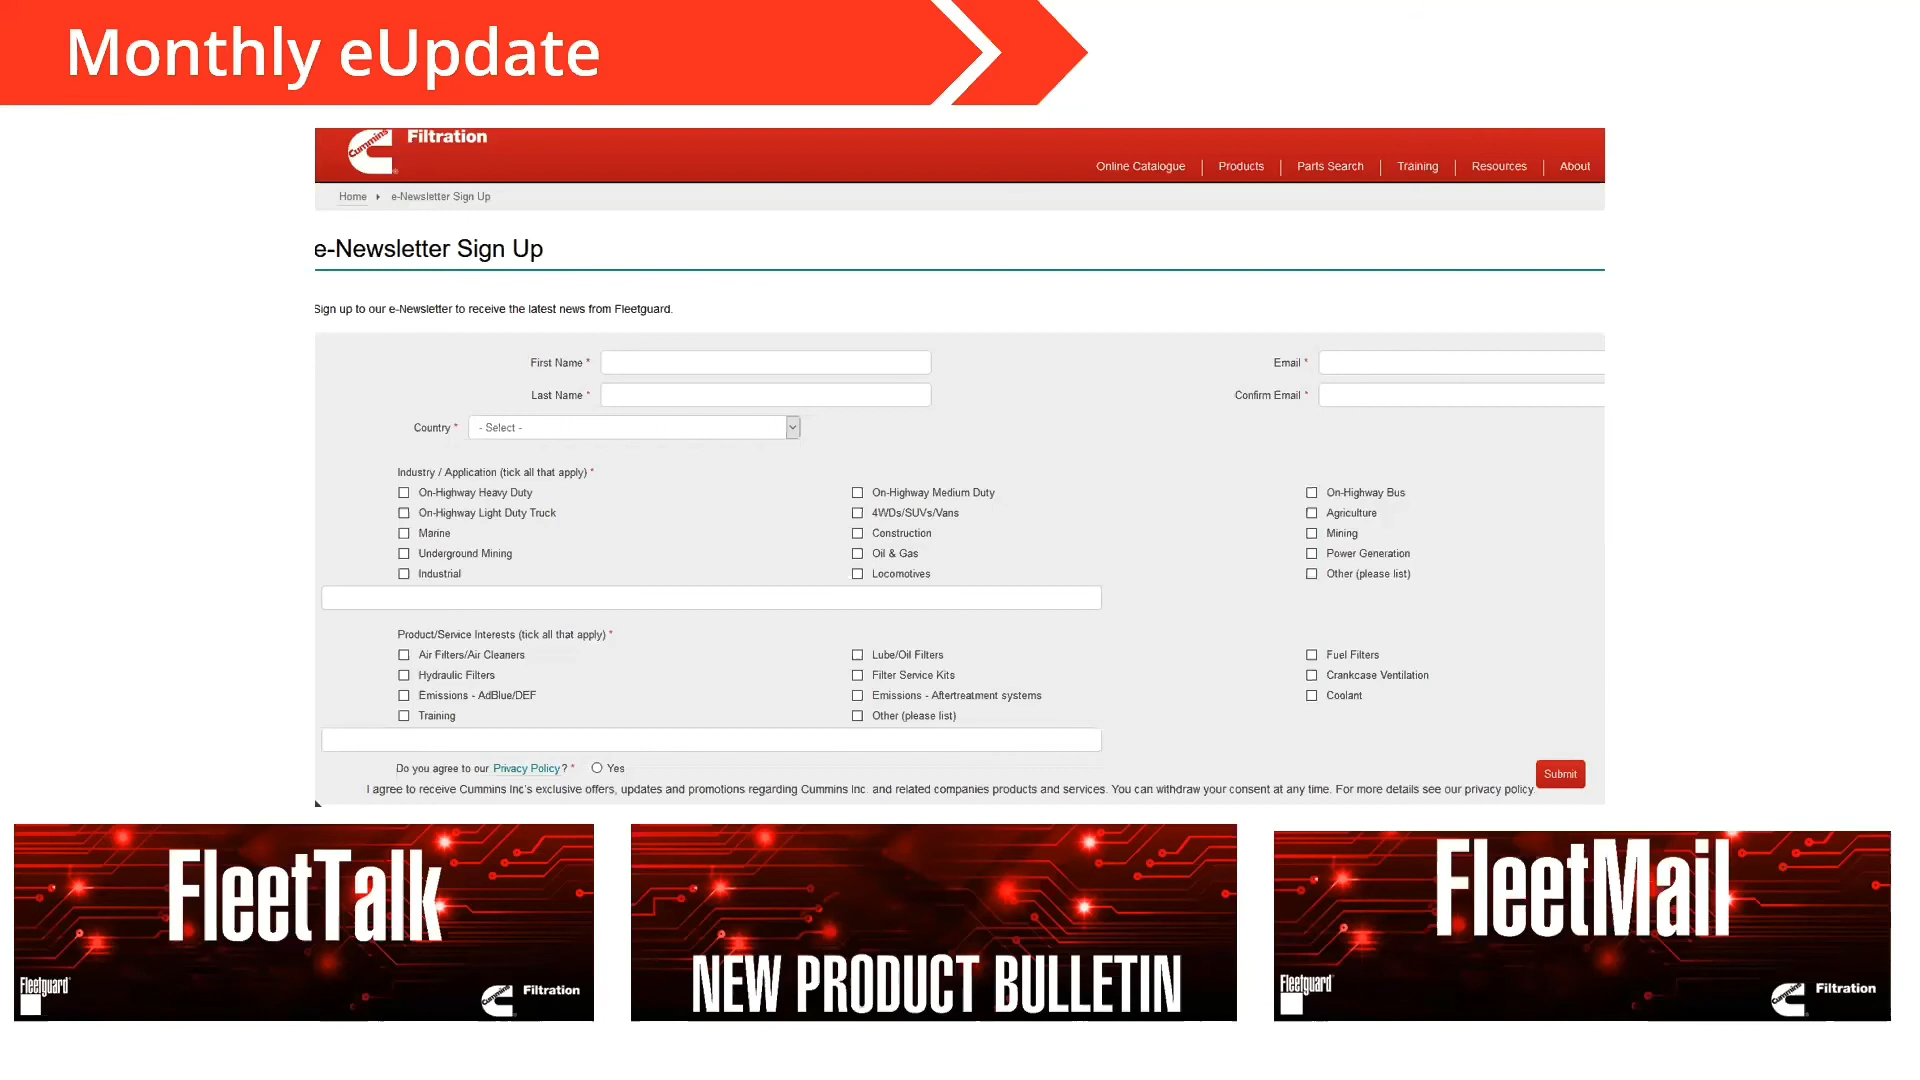 Monthly eUpdate
Cummins Filtration
Online Catalogue Products Parts Search Training Resources About
Home e-Newsletter Sign Up
e-Newsletter Sign Up
Sign up to our e-Newsletter to receive the latest news from Fleetguard.
First Name * Email *
Last Name * Confirm Email *
Country * - Select -
Industry / Application (tick all that apply) *
On-Highway Heavy Duty On-Highway Medium Duty On-Highway Bus
On-Highway Light Duty Truck 4WDs/SUVs/Vans Agriculture
Marine Construction Mining
Underground Mining Oil & Gas Power Generation
Industrial Locomotives Other (please list)
Product/Service Interests (tick all that apply) *
Air Filters/Air Cleaners Lube/Oil Filters Fuel Filters
Hydraulic Filters Filter Service Kits Crankcase Ventilation
Emissions - AdBlue/DEF Emissions - Aftertreatment systems Coolant
Training Other (please list)
Do you agree to our Privacy Policy? * Yes
Submit
I agree to receive Cummins Inc's exclusive offers, updates and promotions regarding Cummins Inc. and related companies products and services. You can withdraw your consent at any time. For more details see our privacy policy.
FleetTalk
Fleetguard
Cummins Filtration
NEW PRODUCT BULLETIN
FleetMail
Fleetguard
Cummins Filtration